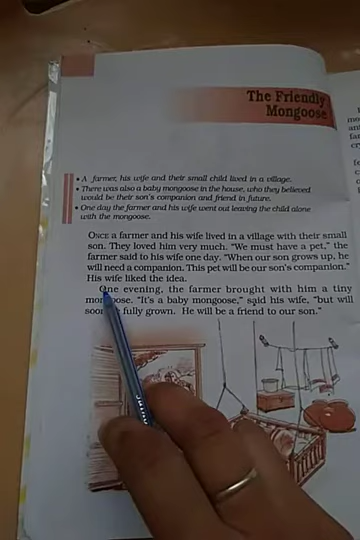 The Friendly
Mongoose
• A farmer, his wife and their small child lived in a village.
• There was also a baby mongoose in the house, who they believed
would be their son's companion and friend in future.
• One day the farmer and his wife went out leaving the child alone
with the mongoose.
ONCE a farmer and his wife lived in a village with their small
son. They loved him very much. "We must have a pet," the
farmer said to his wife one day. "When our son grows up, he
will need a companion. This pet will be our son's companion."
His wife liked the idea.
One evening, the farmer brought with him a tiny
mongoose. "It's a baby mongoose," said his wife, "but will
soon fully grown. He will be a friend to our son."